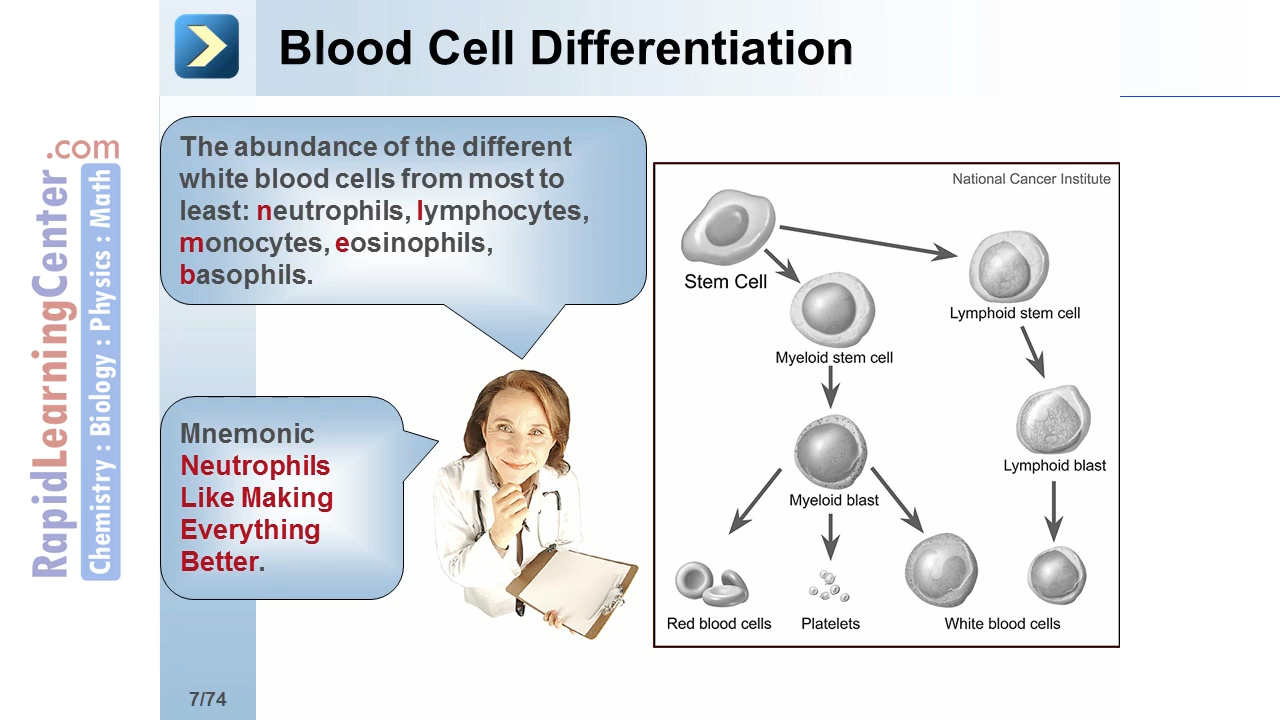 Blood Cell Differentiation
The abundance of the different
white blood cells from most to
least: neutrophils, lymphocytes,
monocytes, eosinophils,
basophils.
Mnemonic
Neutrophils
Like Making
Everything
Better.
National Cancer Institute
Stem Cell
Lymphoid stem cell
Myeloid stem cell
Lymphoid blast
Myeloid blast
Red blood cells
Platelets
White blood cells
RapidLearningCenter.com
Chemistry : Biology : Physics : Math
7/74